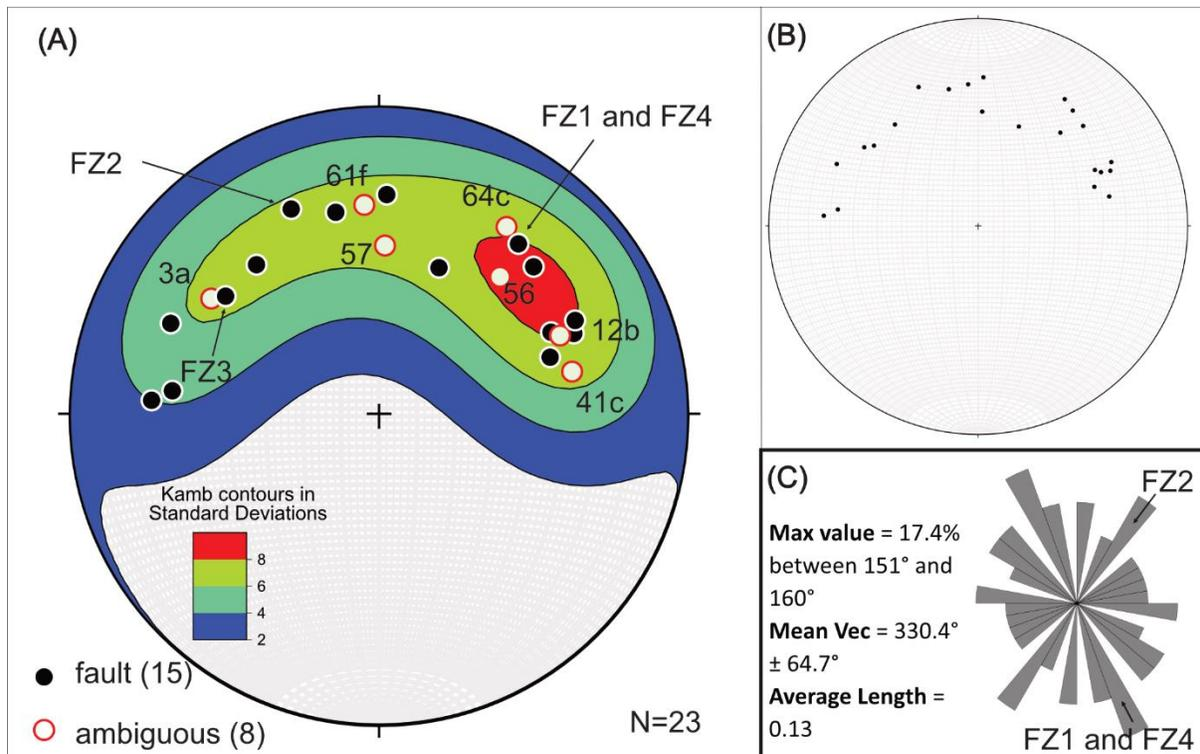 (A)
FZ1 and FZ4
FZ2
61f
64c
57
3a
56
12b
FZ3
41c
Kamb contours in
Standard Deviations
8
6
4
2
fault (15)
ambiguous (8)
N=23
(B)
(C)
FZ2
Max value = 17.4%
between 151° and
160°
Mean Vec = 330.4°
± 64.7°
Average Length =
0.13
FZ1 and FZ4